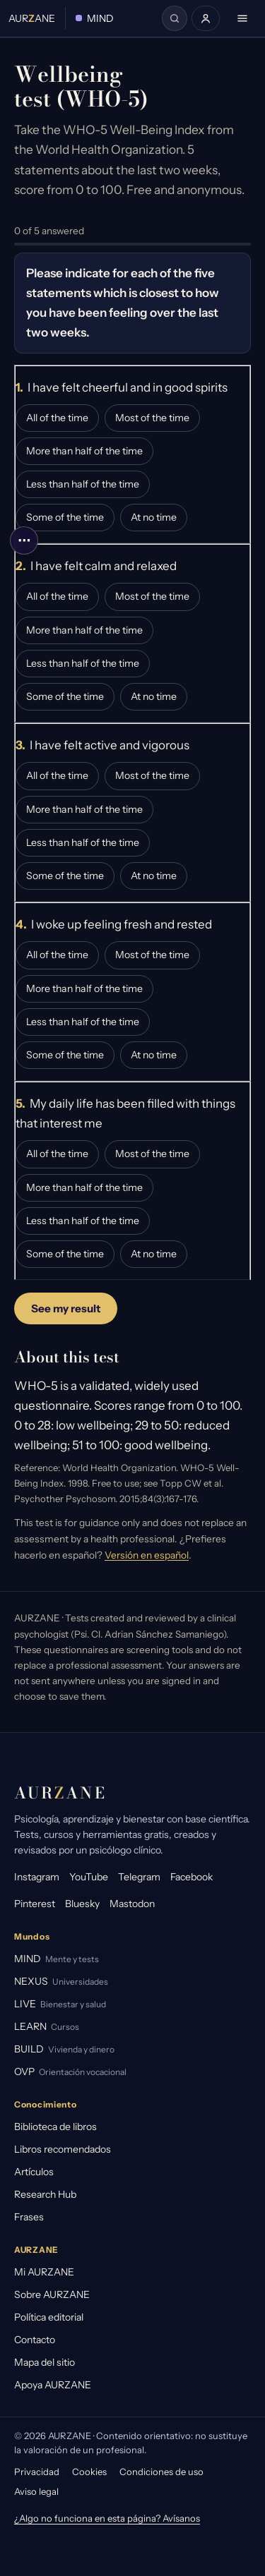 AURZANE
MIND
Wellbeing
test (WHO-5)
Take the WHO-5 Well-Being Index from
the World Health Organization. 5
statements about the last two weeks,
score from 0 to 100. Free and anonymous.
0 of 5 answered
Please indicate for each of the five
statements which is closest to how
you have been feeling over the last
two weeks.
1. I have felt cheerful and in good spirits
All of the time
Most of the time
More than half of the time
Less than half of the time
Some of the time
At no time
2. I have felt calm and relaxed
All of the time
Most of the time
More than half of the time
Less than half of the time
Some of the time
At no time
3. I have felt active and vigorous
All of the time
Most of the time
More than half of the time
Less than half of the time
Some of the time
At no time
4. I woke up feeling fresh and rested
All of the time
Most of the time
More than half of the time
Less than half of the time
Some of the time
At no time
5. My daily life has been filled with things
that interest me
All of the time
Most of the time
More than half of the time
Less than half of the time
Some of the time
At no time
See my result
About this test
WHO-5 is a validated, widely used
questionnaire. Scores range from 0 to 100.
0 to 28: low wellbeing; 29 to 50: reduced
wellbeing; 51 to 100: good wellbeing.
Reference: World Health Organization. WHO-5 Well-
Being Index. 1998. Free to use; see Topp CW et al.
Psychother Psychosom. 2015;84(3):167-176.
This test is for guidance only and does not replace an
assessment by a health professional. ¿Prefieres
hacerlo en español? Versión en español.
AURZANE · Tests created and reviewed by a clinical
psychologist (Psi. Cl. Adrian Sánchez Samaniego).
These questionnaires are screening tools and do not
replace a professional assessment. Your answers are
not sent anywhere unless you are signed in and
choose to save them.
AURZANE
Psicología, aprendizaje y bienestar con base científica.
Tests, cursos y herramientas gratis, creados y
revisados por un psicólogo clínico.
Instagram YouTube Telegram Facebook
Pinterest Bluesky Mastodon
Mundos
MIND Mente y tests
NEXUS Universidades
LIVE Bienestar y salud
LEARN Cursos
BUILD Vivienda y dinero
OVP Orientación vocacional
Conocimiento
Biblioteca de libros
Libros recomendados
Artículos
Research Hub
Frases
AURZANE
Mi AURZANE
Sobre AURZANE
Política editorial
Contacto
Mapa del sitio
Apoya AURZANE
© 2026 AURZANE · Contenido orientativo: no sustituye
la valoración de un profesional.
Privacidad Cookies Condiciones de uso
Aviso legal
¿Algo no funciona en esta página? Avísanos